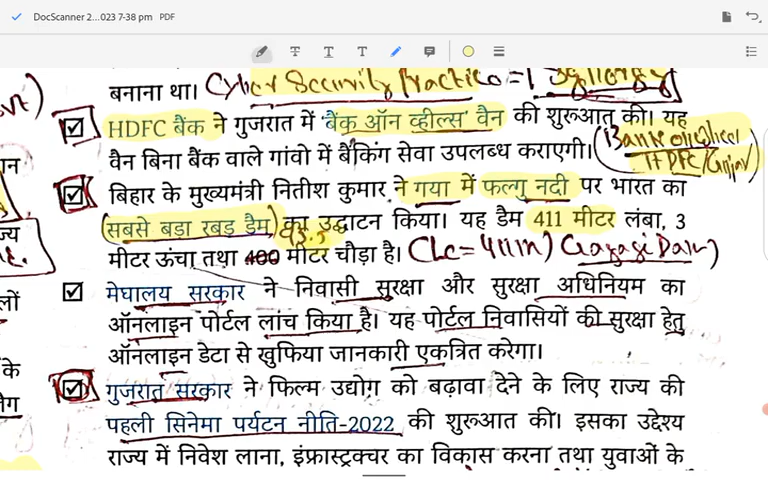 DocScanner 2...023 7-38 pm PDF
बनाना था। Cyber Security Practice =
HDFC बैंक ने गुजरात में 'बैंक ऑन व्हील्स' वैन की शुरूआत की। यह
वैन बिना बैंक वाले गांवो में बैंकिंग सेवा उपलब्ध कराएगी।
HDFC/
बिहार के मुख्यमंत्री नितीश कुमार ने गया में फल्गु नदी पर भारत का
सबसे बडा रबड़ डैम का उद्घाटन किया। यह डैम 411 मीटर लंबा, 3
मीटर ऊंचा तथा 400 मीटर चौड़ा है।
मेघालय सरकार ने निवासी सुरक्षा और सुरक्षा अधिनियम का
ऑनलाइन पोर्टल लांच किया है। यह पोर्टल निवासियों की सुरक्षा हेतु
ऑनलाइन डेटा से खुफिया जानकारी एकत्रित करेगा।
गुजरात सरकार ने फिल्म उद्योग को बढ़ावा देने के लिए राज्य की
पहली सिनेमा पर्यटन नीति-2022 की शुरूआत की। इसका उद्देश्य
राज्य में निवेश लाना, इंफ्रास्ट्रक्चर का विकास करना तथा युवाओं के